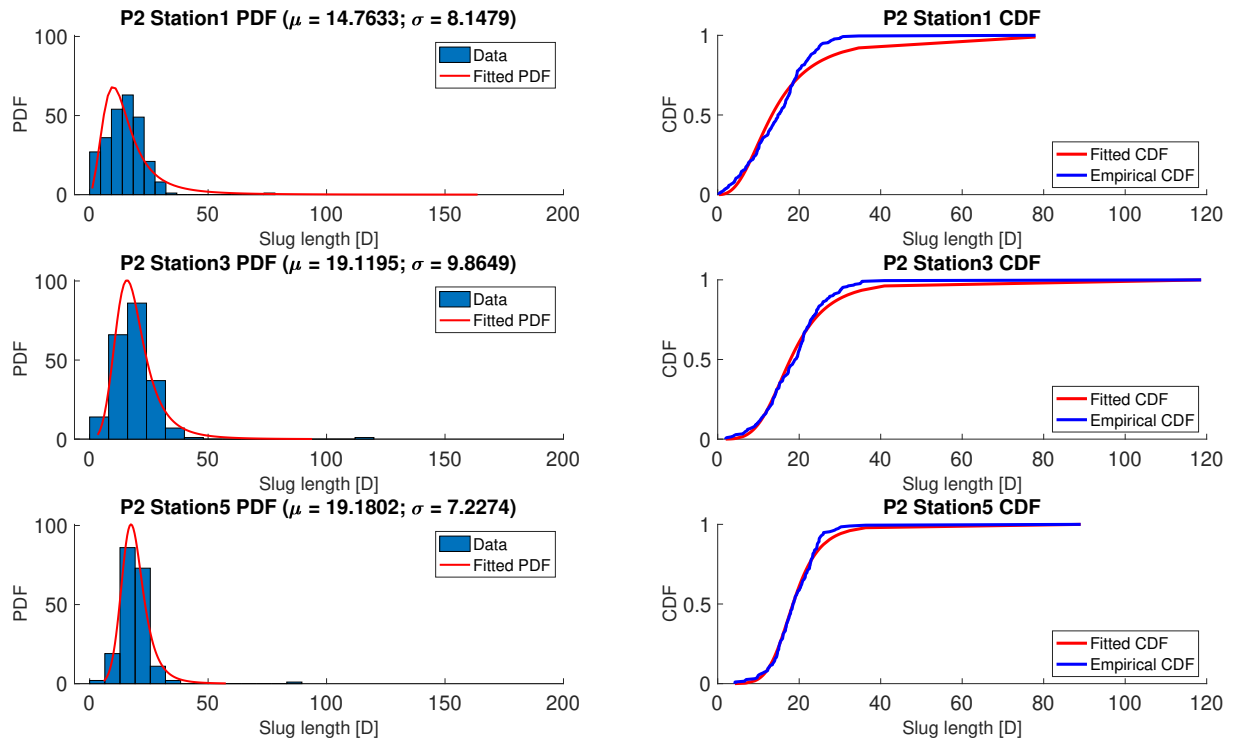 P2 Station1 PDF (μ = 14.7633; σ = 8.1479)
100
50
0
PDF
Data
Fitted PDF
0 50 100 150 200
Slug length [D]
P2 Station1 CDF
1
0.5
0
CDF
Fitted CDF
Empirical CDF
0 20 40 60 80 100 120
Slug length [D]
P2 Station3 PDF (μ = 19.1195; σ = 9.8649)
100
50
0
PDF
Data
Fitted PDF
0 50 100 150 200
Slug length [D]
P2 Station3 CDF
1
0.5
0
CDF
Fitted CDF
Empirical CDF
0 20 40 60 80 100 120
Slug length [D]
P2 Station5 PDF (μ = 19.1802; σ = 7.2274)
100
50
0
PDF
Data
Fitted PDF
0 50 100 150 200
Slug length [D]
P2 Station5 CDF
1
0.5
0
CDF
Fitted CDF
Empirical CDF
0 20 40 60 80 100 120
Slug length [D]